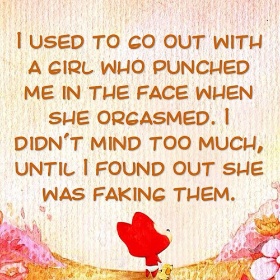 I USED TO GO OUT WITH
A GIRL WHO PUNCHED
ME IN THE FACE WHEN
SHE ORGASMED. I
DIDN'T MIND TOO MUCH,
UNTIL I FOUND OUT SHE
WAS FAKING THEM.